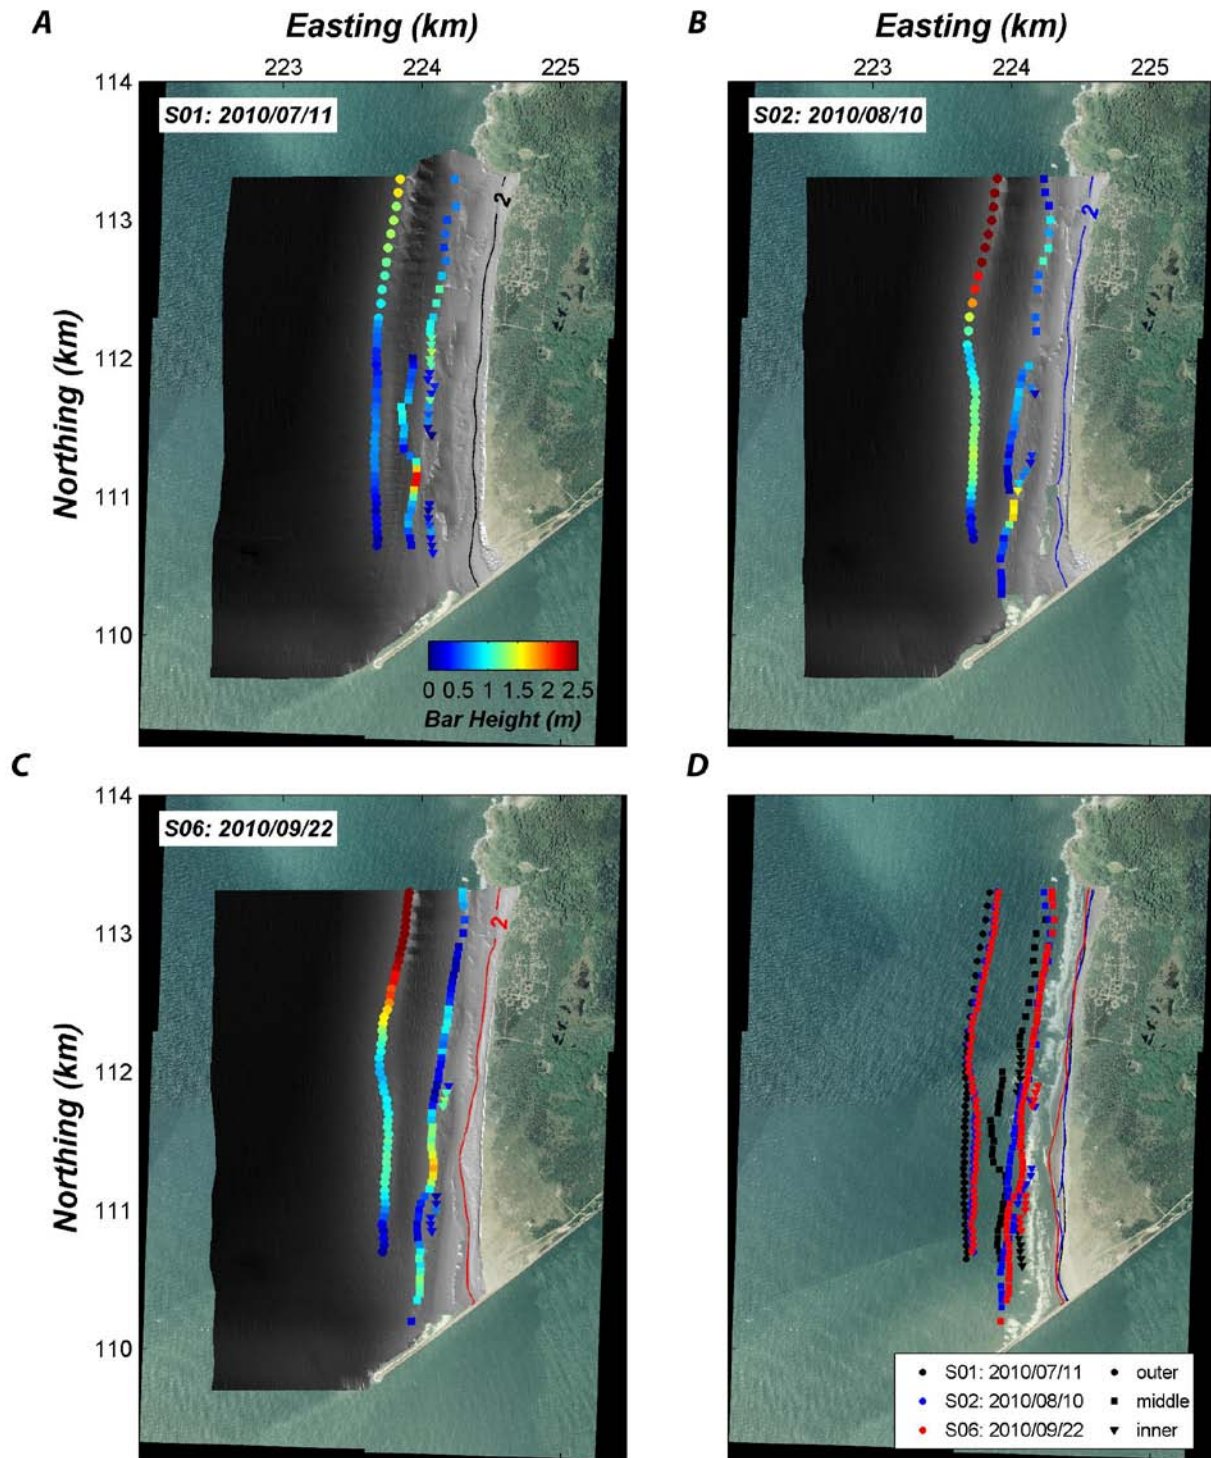 A
Easting (km)
B
Easting (km)
223 224 225
223 224 225
114
S01: 2010/07/11
S02: 2010/08/10
113
2
2
112
Northing (km)
111
110
0 0.5 1 1.5 2 2.5
Bar Height (m)
C
D
114
S06: 2010/09/22
113
2
112
Northing (km)
111
110
S01: 2010/07/11 outer
S02: 2010/08/10 middle
S06: 2010/09/22 inner